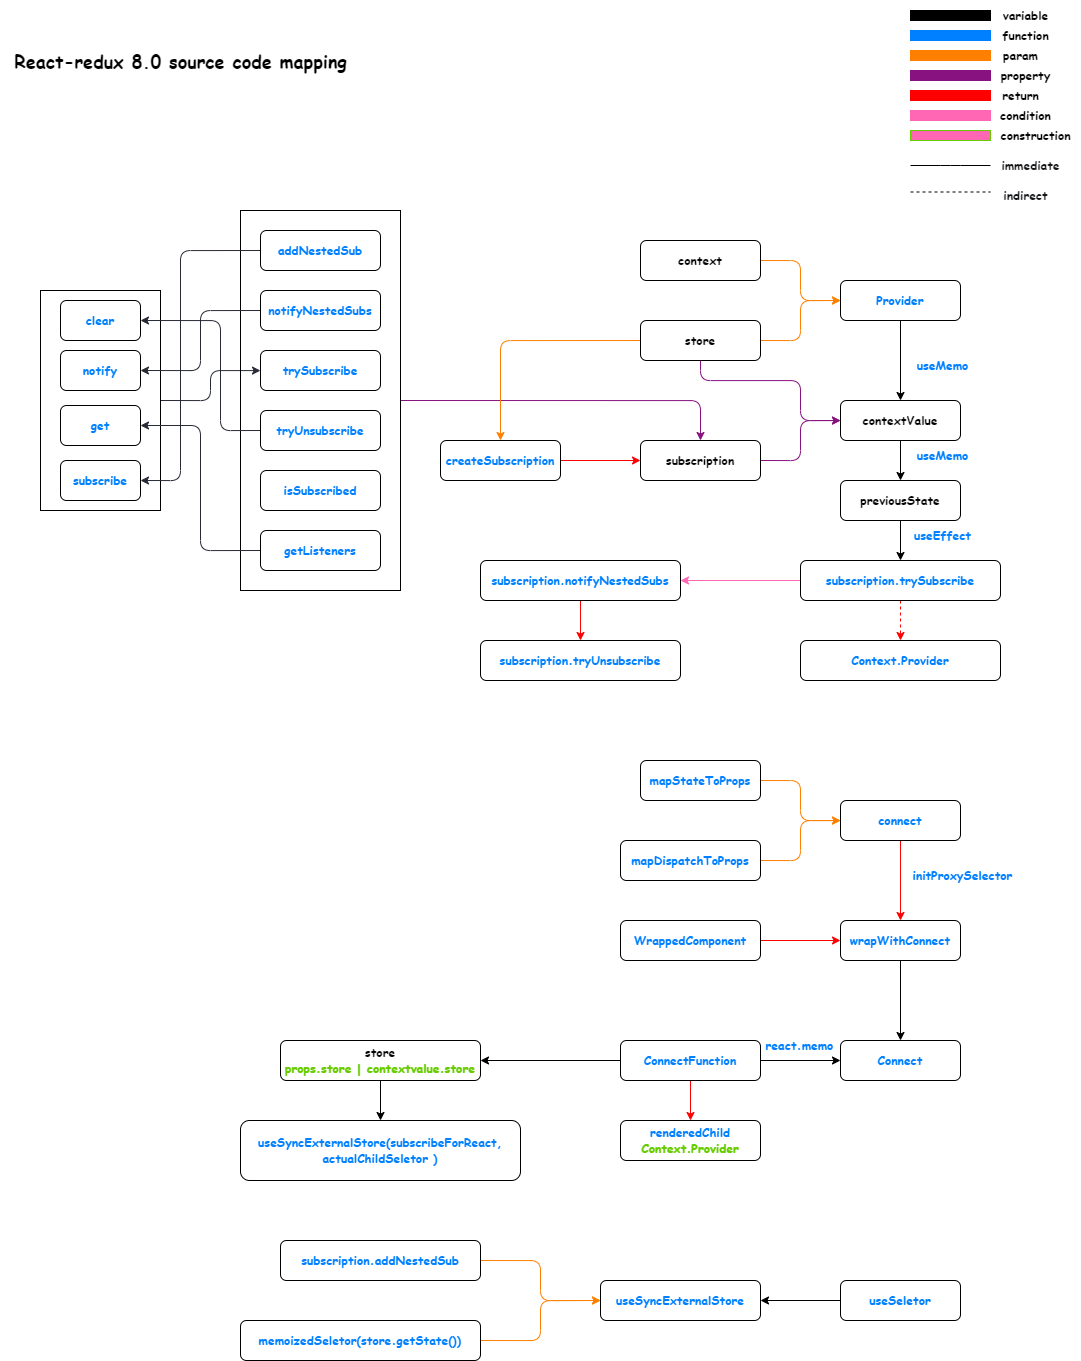 variable
function
param
property
return
condition
construction
immediate
indirect
React-redux 8.0 source code mapping
addNestedSub
notifyNestedSubs
trySubscribe
tryUnsubscribe
isSubscribed
getListeners
clear
notify
get
subscribe
context
store
Provider
useMemo
contextValue
createSubscription
subscription
useMemo
previousState
useEffect
subscription.notifyNestedSubs
subscription.trySubscribe
subscription.tryUnsubscribe
Context.Provider
mapStateToProps
connect
mapDispatchToProps
initProxySelector
WrappedComponent
wrapWithConnect
store
props.store | contextvalue.store
ConnectFunction
react.memo
Connect
useSyncExternalStore(subscribeForReact,
actualChildSeletor )
renderedChild
Context.Provider
subscription.addNestedSub
useSyncExternalStore
useSeletor
memoizedSeletor(store.getState())